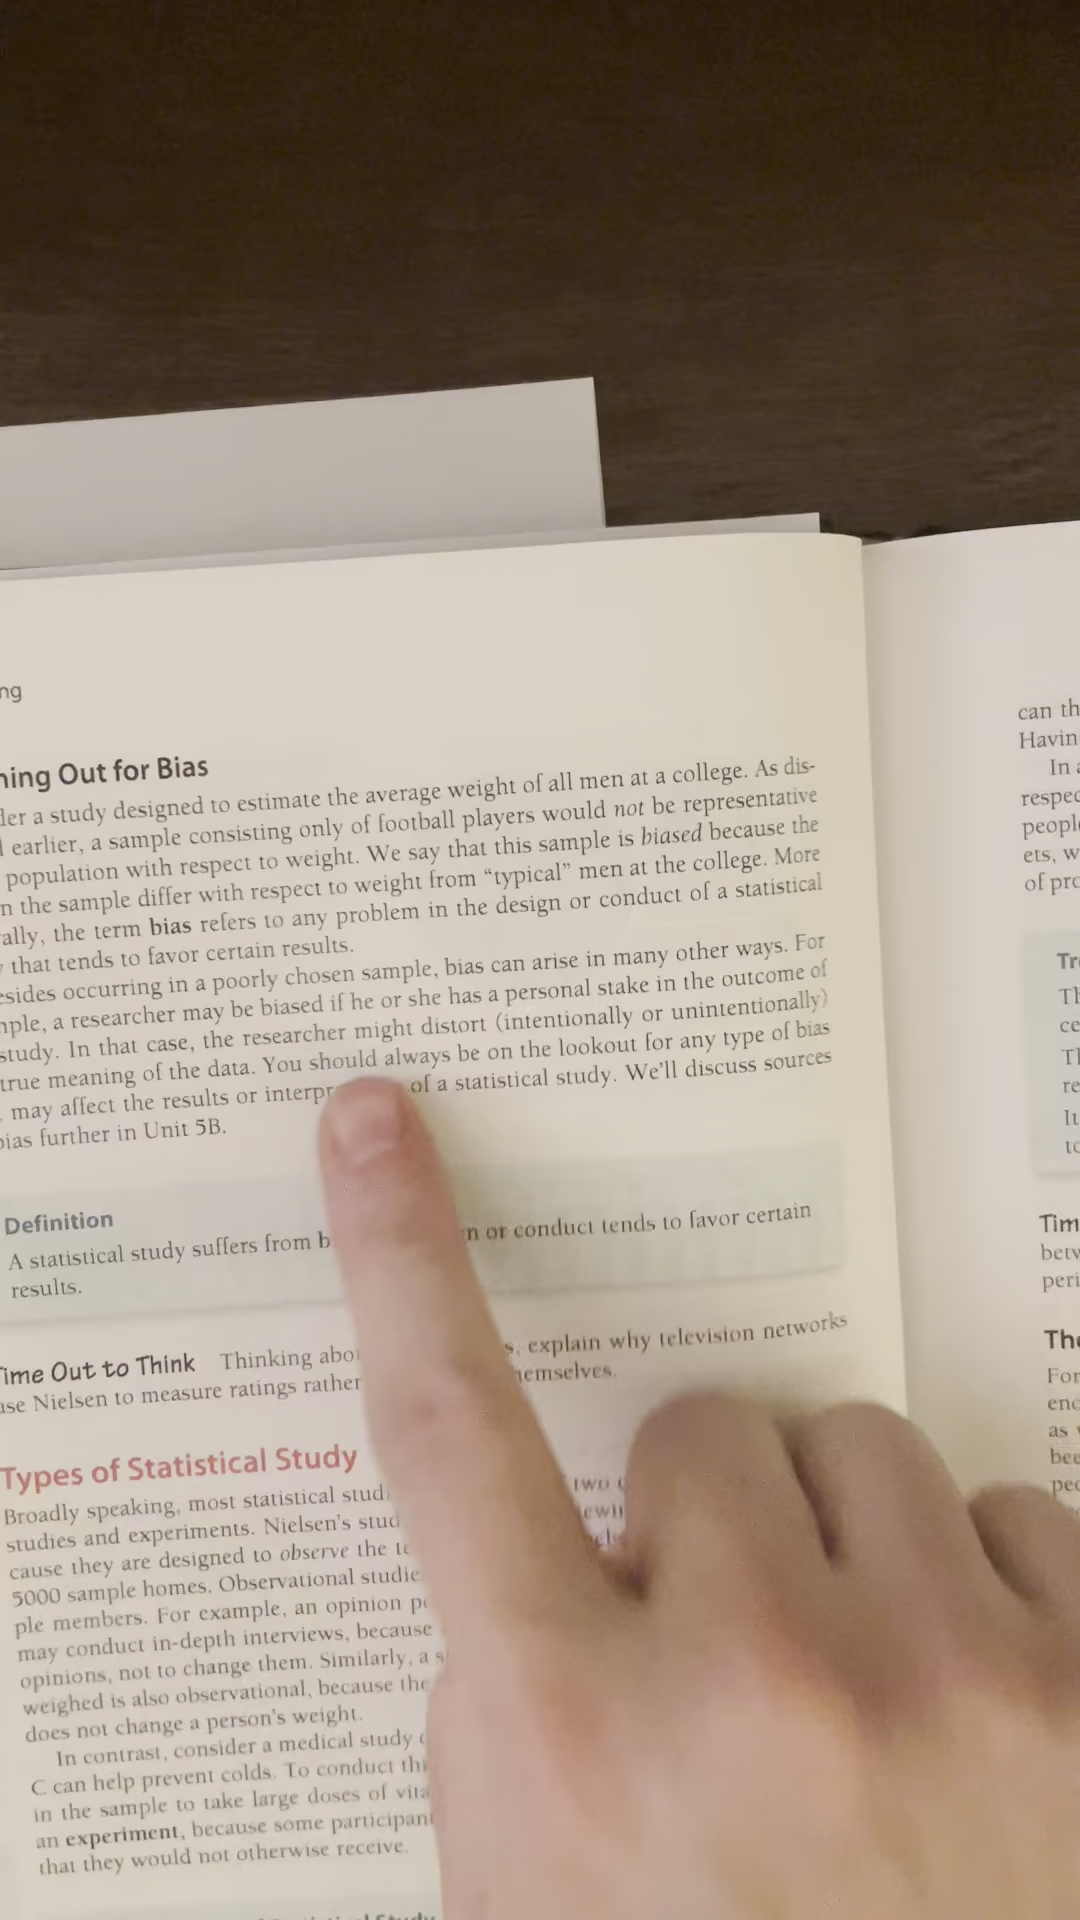 ng
ning Out for Bias
der a study designed to estimate the average weight of all men at a college. As dis-
earlier, a sample consisting only of football players would not be representative
population with respect to weight. We say that this sample is biased because the
n the sample differ with respect to weight from “typical” men at the college. More
ally, the term bias refers to any problem in the design or conduct of a statistical
that tends to favor certain results.
esides occurring in a poorly chosen sample, bias can arise in many other ways. For
mple, a researcher may be biased if he or she has a personal stake in the outcome of
study. In that case, the researcher might distort (intentionally or unintentionally)
true meaning of the data. You should always be on the lookout for any type of bias
may affect the results or interpr of a statistical study. We’ll discuss sources
bias further in Unit 5B.
Definition
A statistical study suffers from b n or conduct tends to favor certain
results.
Time Out to Think Thinking abo s, explain why television networks
use Nielsen to measure ratings rather hemselves.
Types of Statistical Study
Broadly speaking, most statistical stud two
studies and experiments. Nielsen’s stud
cause they are designed to observe the te
5000 sample homes. Observational studie
ple members. For example, an opinion p
may conduct in-depth interviews, because
opinions, not to change them. Similarly, a s
weighed is also observational, because the
does not change a person’s weight.
In contrast, consider a medical study
C can help prevent colds. To conduct thi
in the sample to take large doses of vita
an experiment, because some participant
that they would not otherwise receive.
can th
Havin
In a
respec
people
ets, w
of pro
Tre
Th
ce
Th
re
It
to
Tim
betv
peri
The
For
enc
as
bee
pec